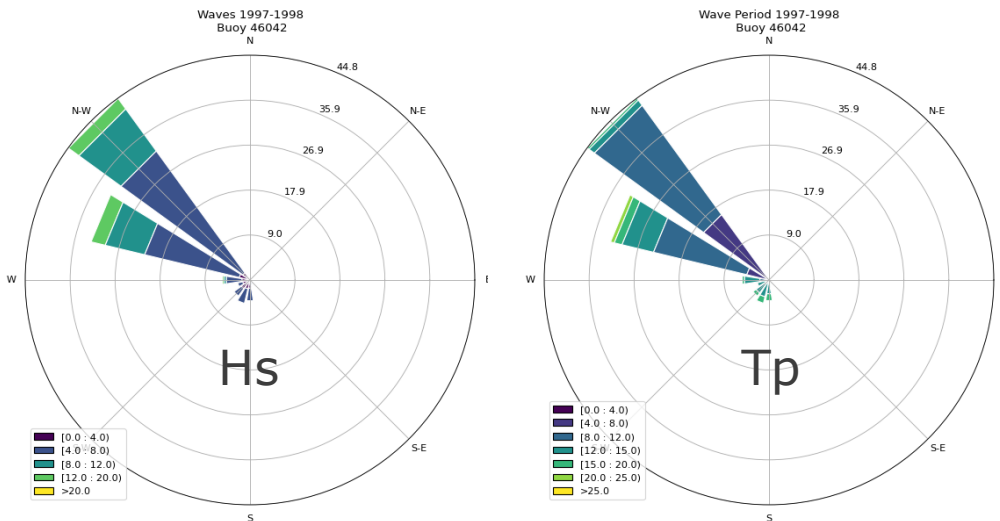 Waves 1997-1998
Buoy 46042
N
44.8
N-W
N-E
35.9
26.9
17.9
9.0
W
Hs
[0.0 : 4.0)
[4.0 : 8.0)
[8.0 : 12.0)
[12.0 : 20.0)
>20.0
S-E
S
Wave Period 1997-1998
Buoy 46042
N
44.8
N-W
N-E
35.9
26.9
17.9
9.0
W
Tp
[0.0 : 4.0)
[4.0 : 8.0)
[8.0 : 12.0)
[12.0 : 15.0)
[15.0 : 20.0)
[20.0 : 25.0)
>25.0
S-E
S